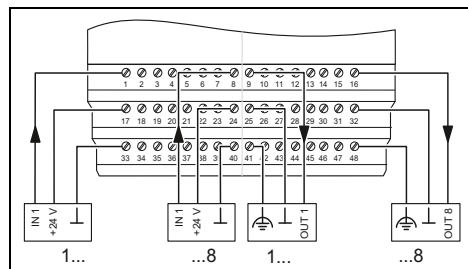 1 2 3 4 5 6 7 8 9 10 11 12 13 14 15 16
17 18 19 20 21 22 23 24 25 26 27 28 29 30 31 32
33 34 35 36 37 38 39 40 41 42 43 44 45 46 47 48
IN 1 +24 V
IN 1 +24 V
OUT 1
OUT 8
1... ...8 1... ...8